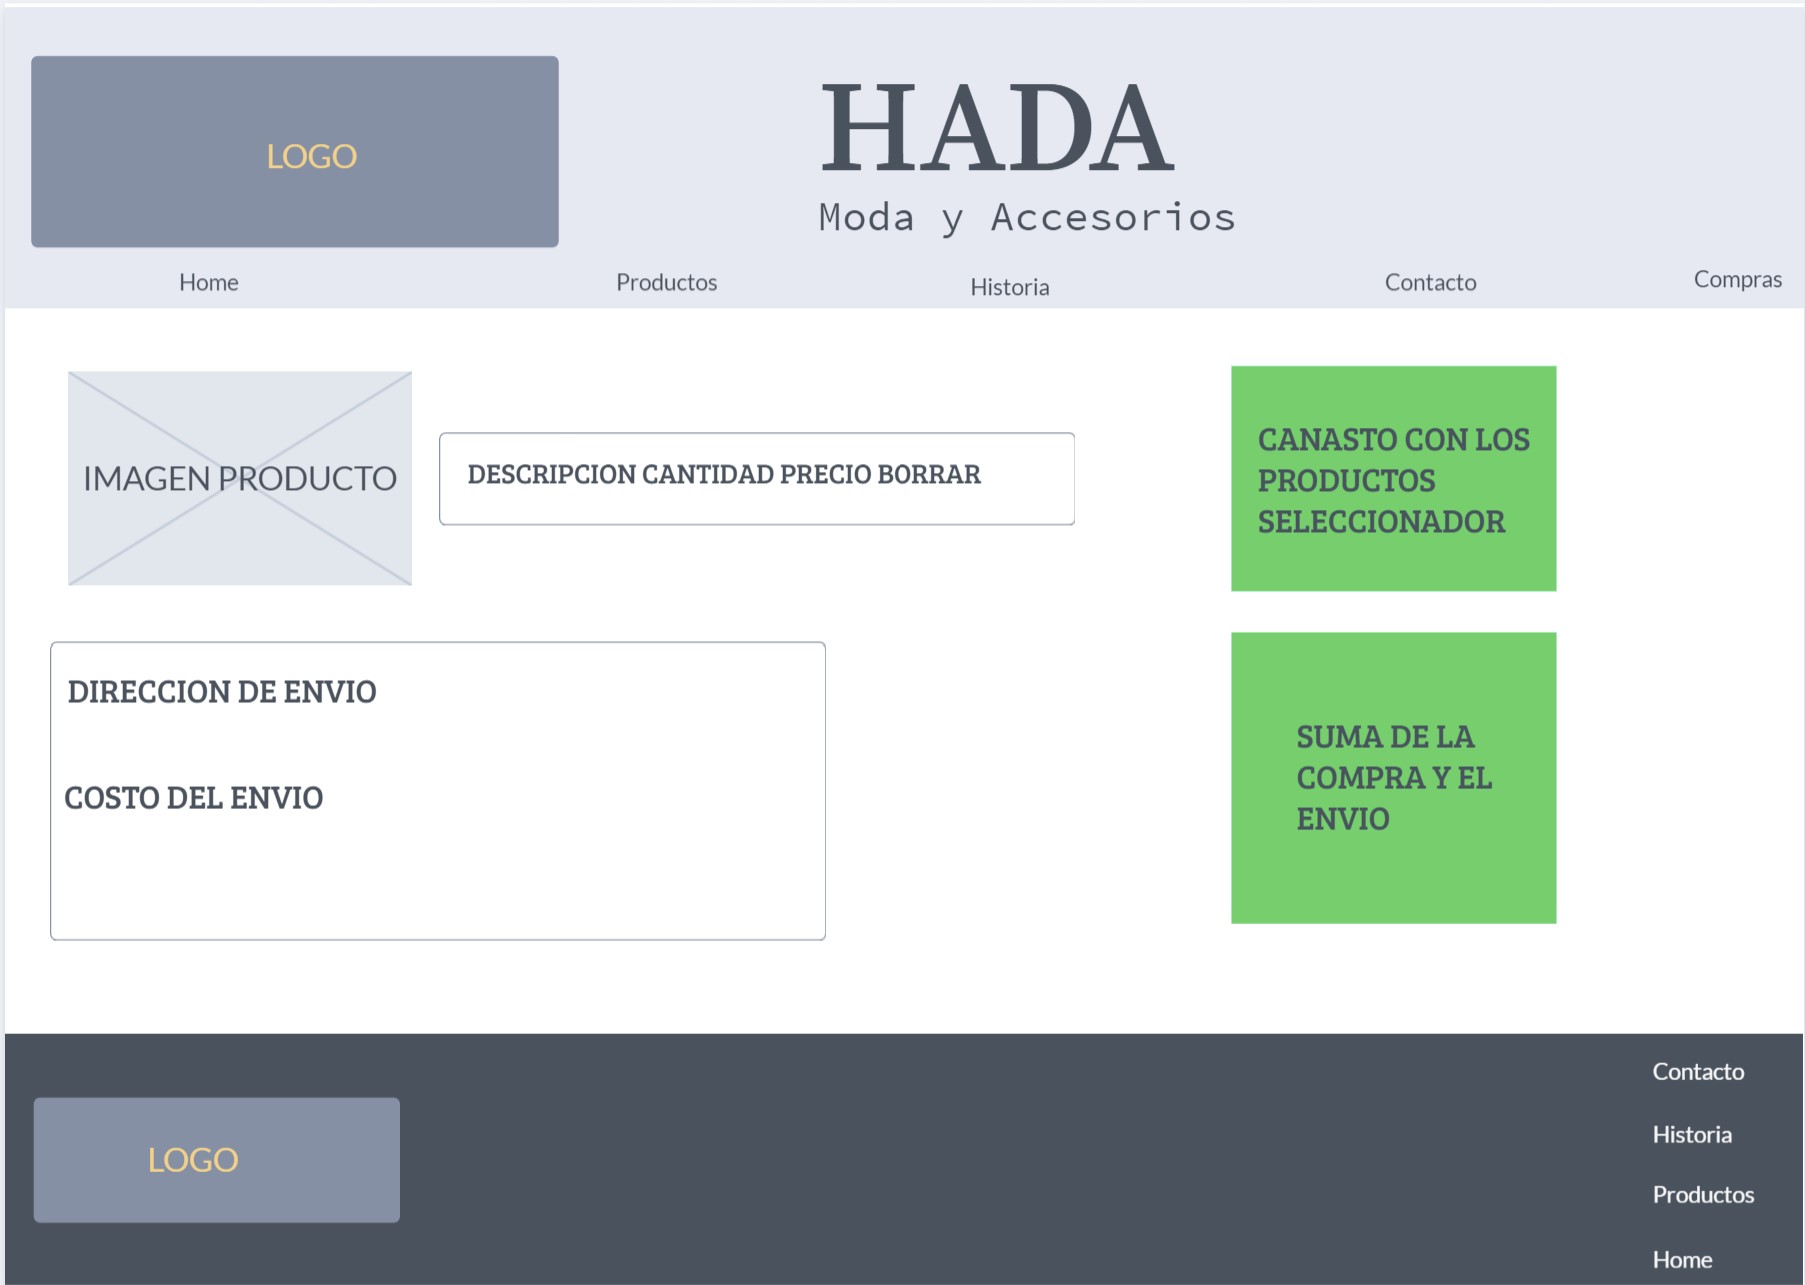 LOGO
HADA
Moda y Accesorios
Home
Productos
Historia
Contacto
Compras
IMAGEN PRODUCTO
DESCRIPCION CANTIDAD PRECIO BORRAR
CANASTO CON LOS
PRODUCTOS
SELECCIONADOR
DIRECCION DE ENVIO
COSTO DEL ENVIO
SUMA DE LA
COMPRA Y EL
ENVIO
LOGO
Contacto
Historia
Productos
Home